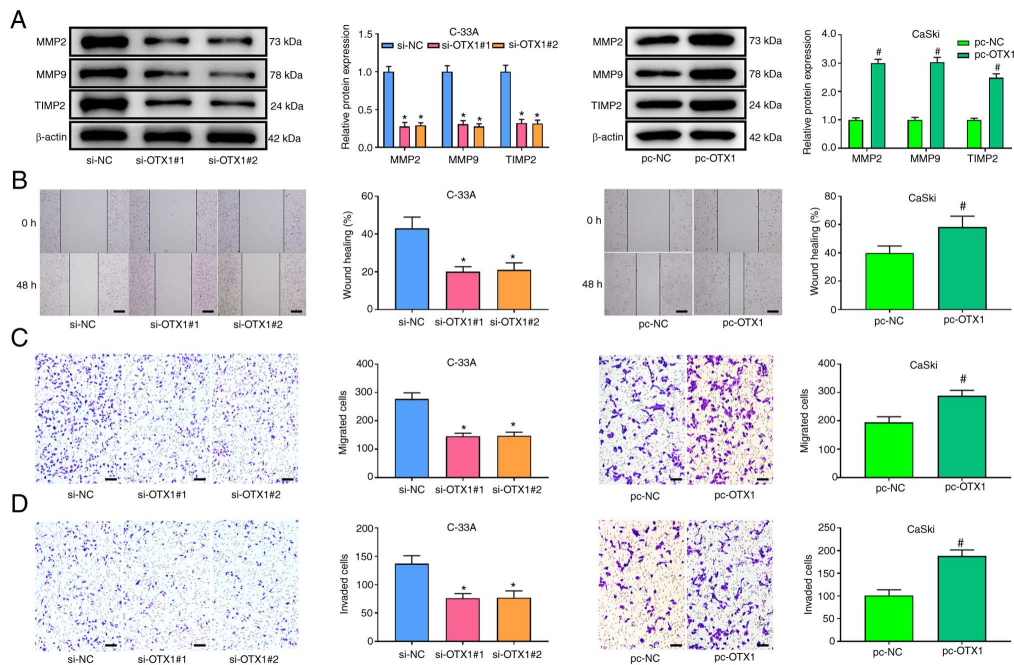 A
MMP2
73 kDa
MMP9
78 kDa
TIMP2
24 kDa
β-actin
42 kDa
si-NC si-OTX1#1 si-OTX1#2
C-33A
si-NC si-OTX1#1 si-OTX1#2
Relative protein expression
1.5
1.0
0.5
0.0
* * * * * *
MMP2 MMP9 TIMP2
MMP2
73 kDa
MMP9
78 kDa
TIMP2
24 kDa
β-actin
42 kDa
pc-NC pc-OTX1
CaSki
pc-NC
pc-OTX1
Relative protein expression
4.0
3.0
2.0
1.0
0.0
# # #
MMP2 MMP9 TIMP2
B
0 h
48 h
si-NC si-OTX1#1 si-OTX1#2
C-33A
Wound healing (%)
60
40
20
0
* *
si-NC si-OTX1#1 si-OTX1#2
0 h
48 h
pc-NC pc-OTX1
CaSki
Wound healing (%)
80
60
40
20
0
#
pc-NC pc-OTX1
C
si-NC si-OTX1#1 si-OTX1#2
C-33A
Migrated cells
400
300
200
100
0
* *
si-NC si-OTX1#1 si-OTX1#2
pc-NC pc-OTX1
CaSki
Migrated cells
400
300
200
100
0
#
pc-NC pc-OTX1
D
si-NC si-OTX1#1 si-OTX1#2
C-33A
Invaded cells
200
150
100
50
0
* *
si-NC si-OTX1#1 si-OTX1#2
pc-NC pc-OTX1
CaSki
Invaded cells
250
200
150
100
50
0
#
pc-NC pc-OTX1